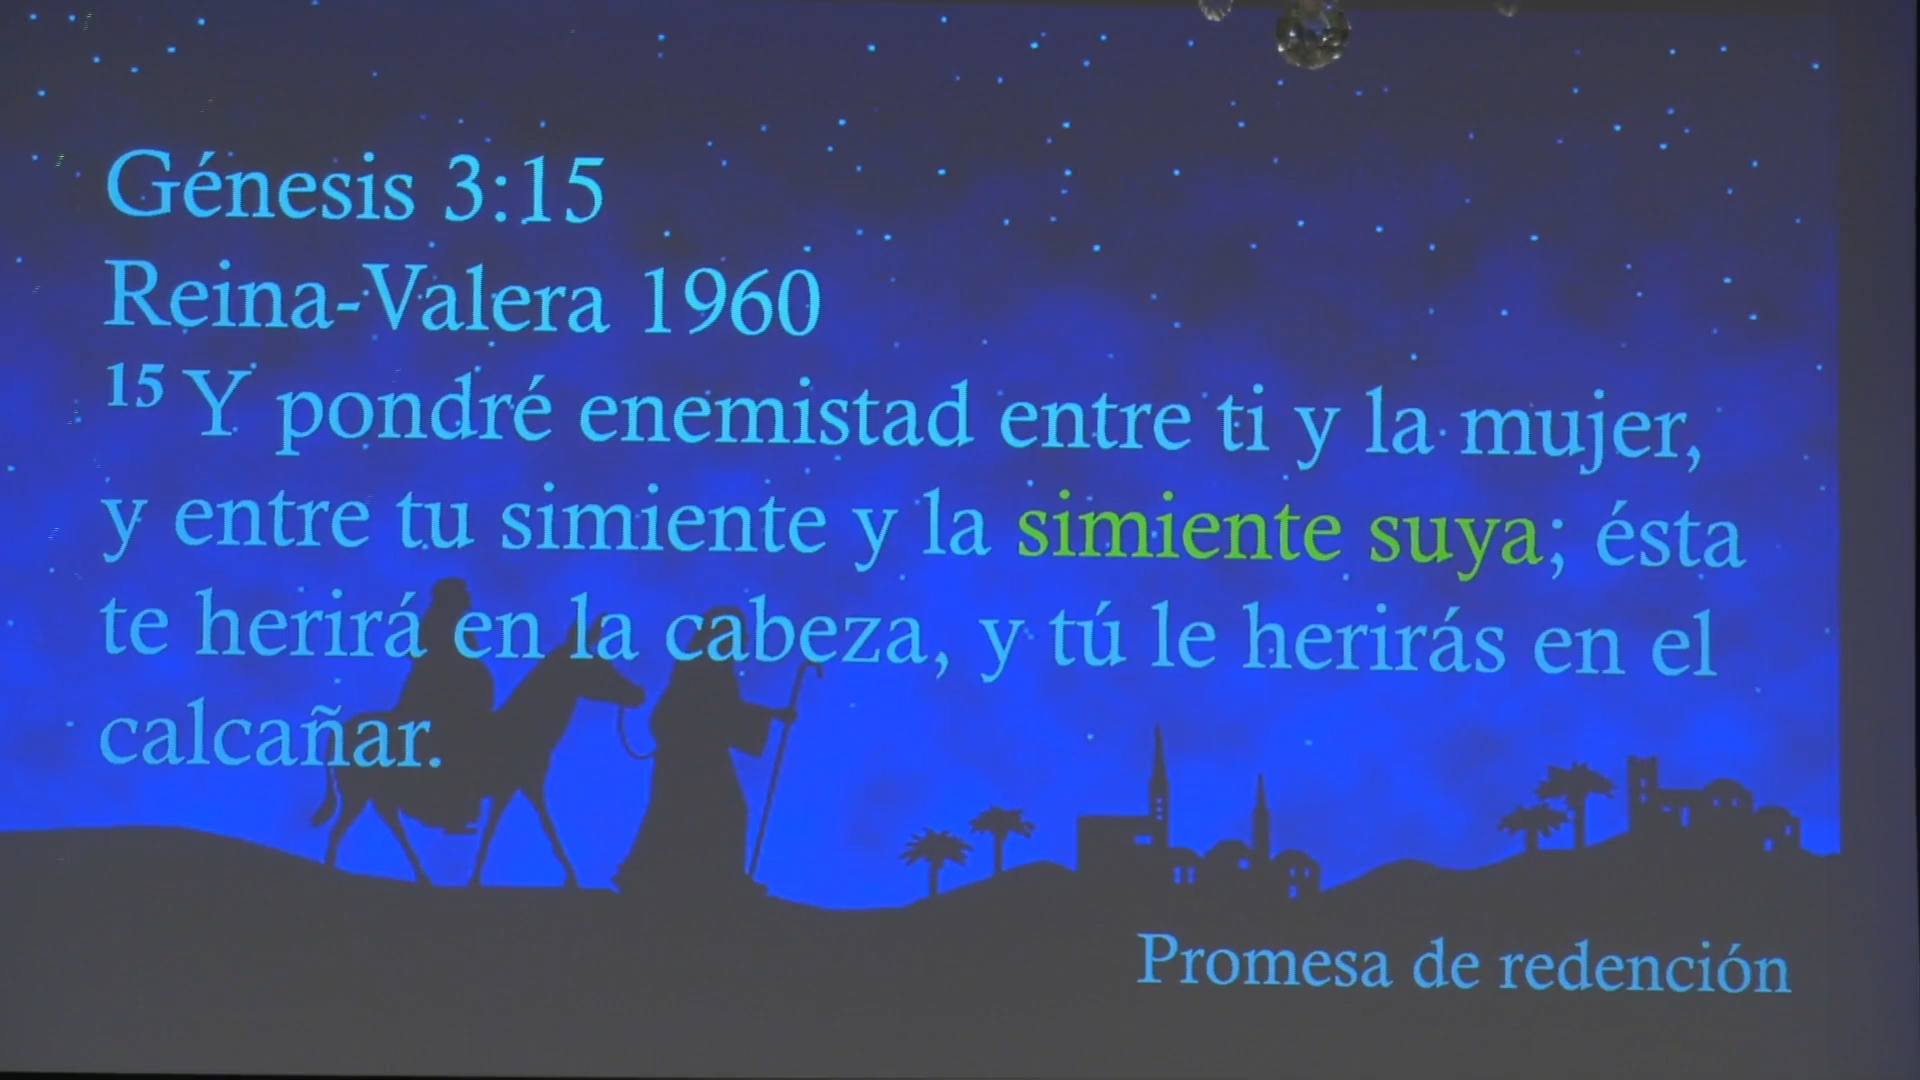 Génesis 3:15
Reina-Valera 1960
15 Y pondré enemistad entre ti y la mujer,
y entre tu simiente y la simiente suya; ésta
te herirá en la cabeza, y tú le herirás en el
calcañar.
Promesa de redención